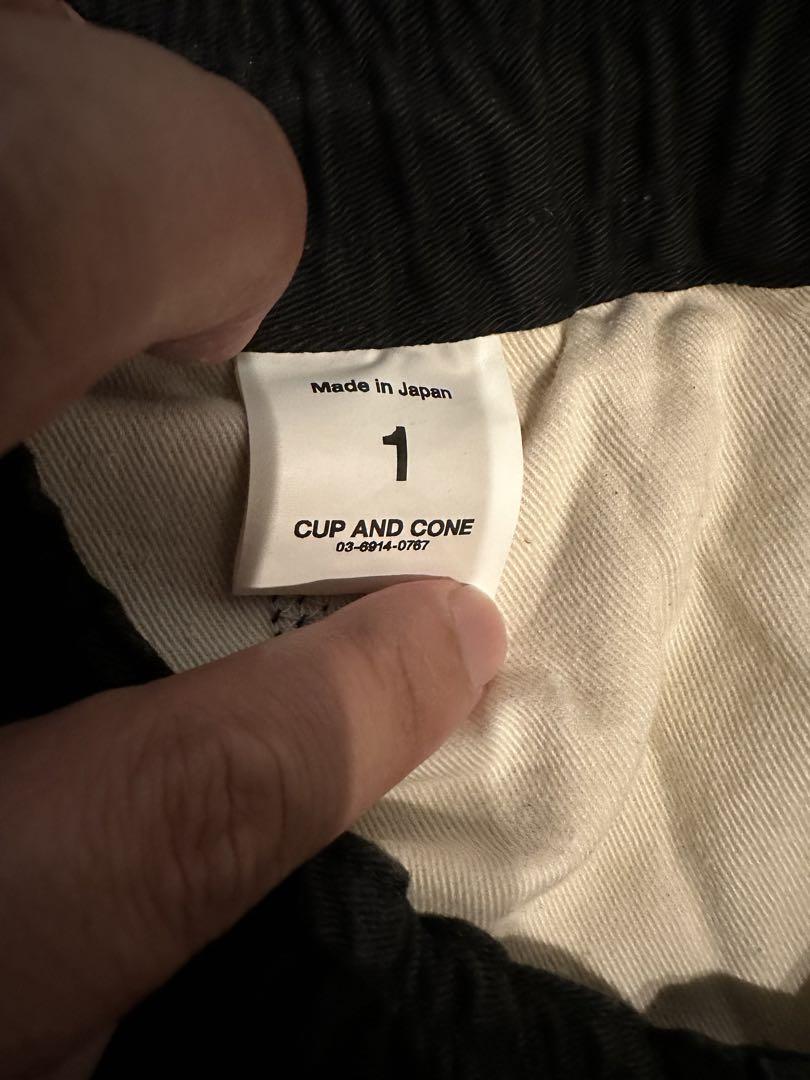 Made in Japan
1
CUP AND CONE
03-6914-0767